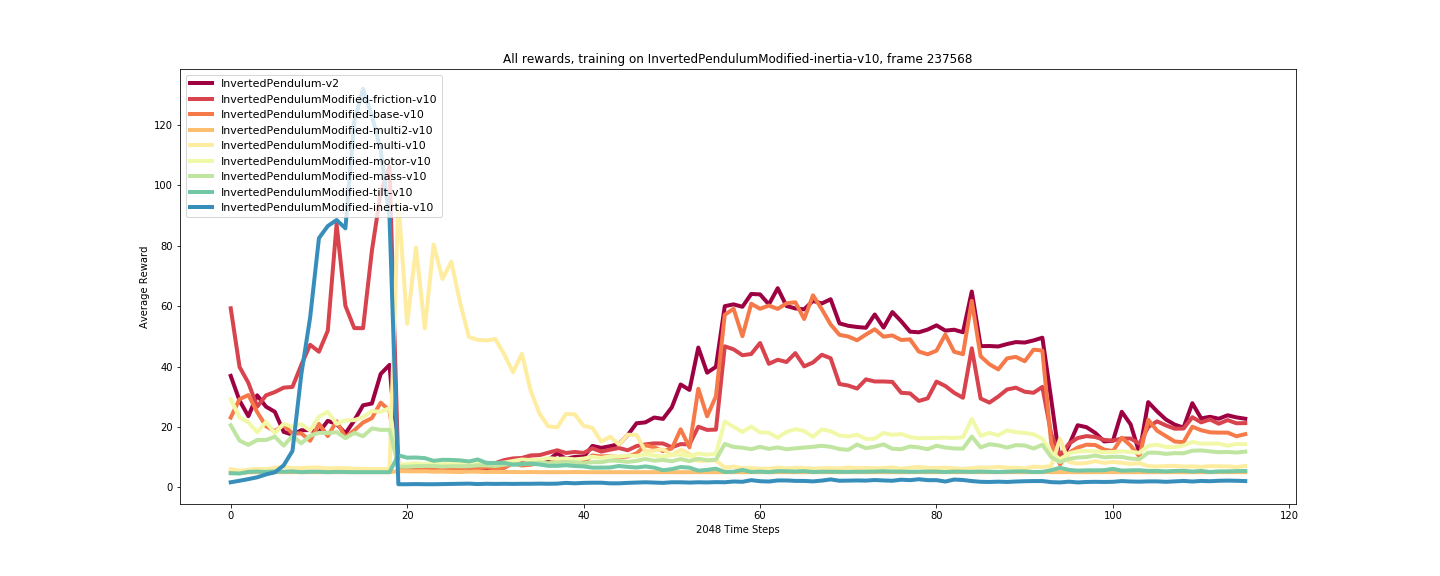 All rewards, training on InvertedPendulumModified-inertia-v10, frame 237568
InvertedPendulum-v2
InvertedPendulumModified-friction-v10
InvertedPendulumModified-base-v10
InvertedPendulumModified-multi2-v10
InvertedPendulumModified-multi-v10
InvertedPendulumModified-motor-v10
InvertedPendulumModified-mass-v10
InvertedPendulumModified-tilt-v10
InvertedPendulumModified-inertia-v10
Average Reward
120
100
80
60
40
20
0
0 20 40 60 80 100 120
2048 Time Steps